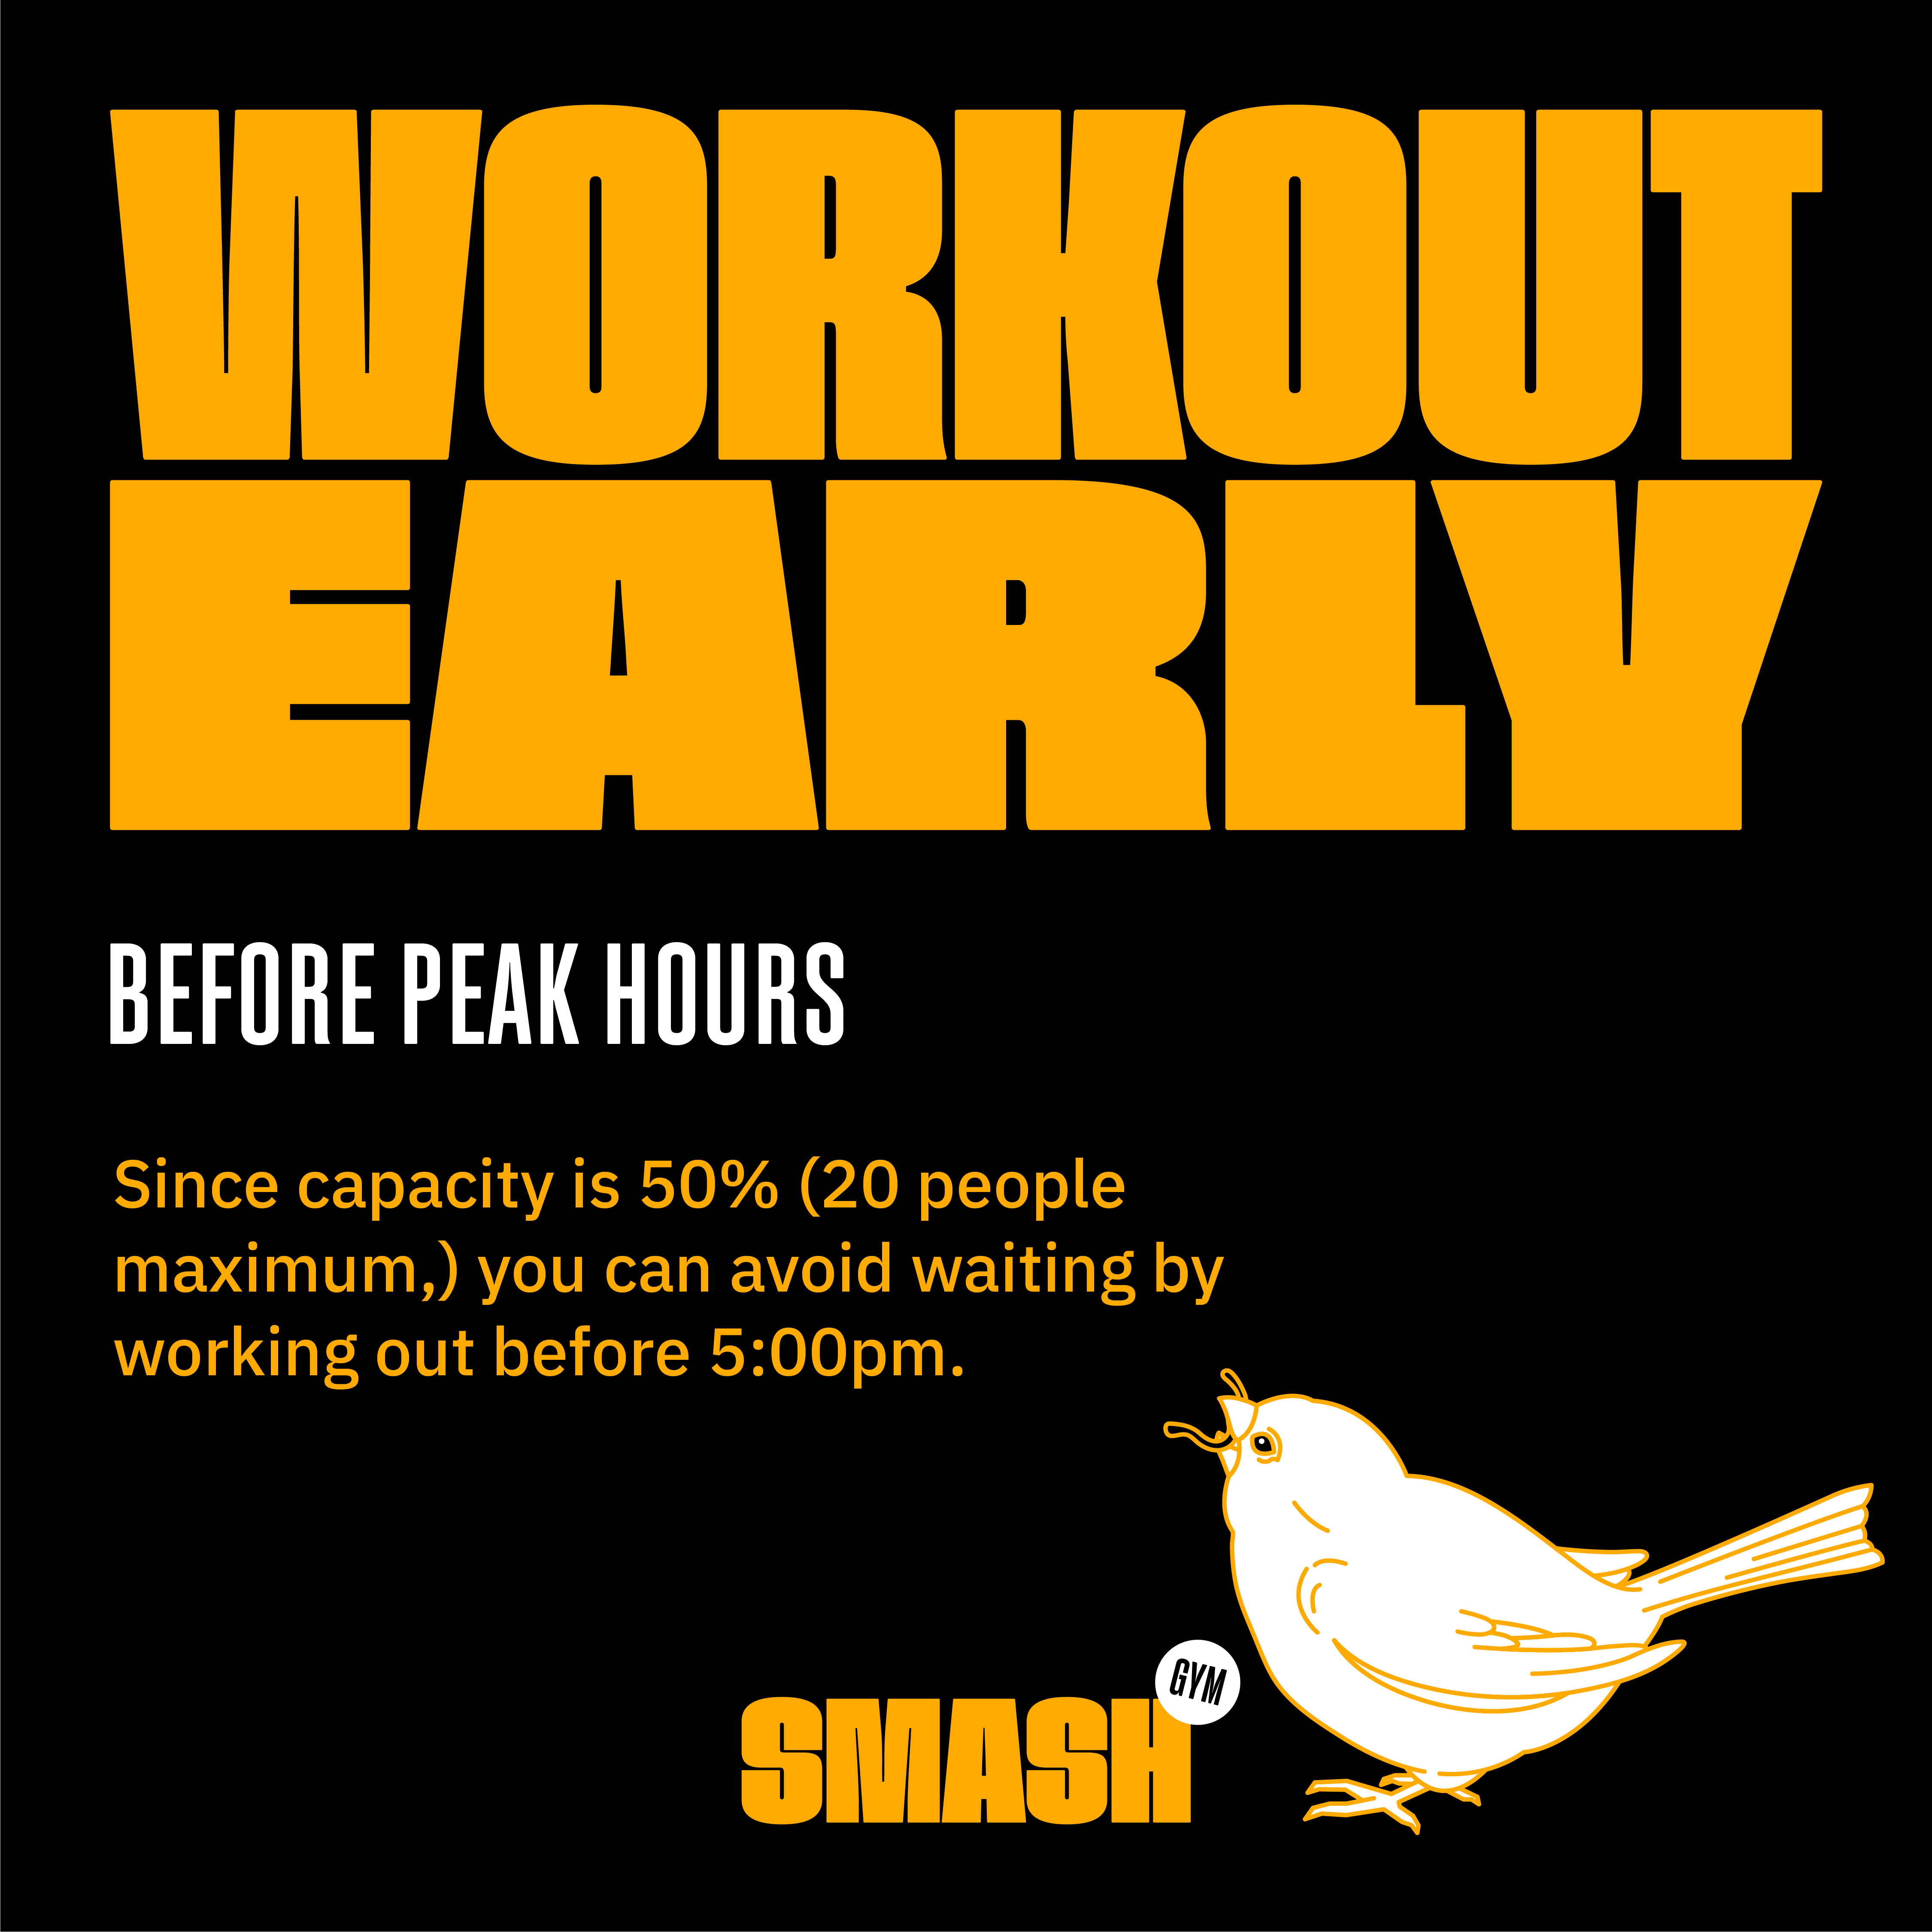 WORKOUT
EARLY
BEFORE PEAK HOURS
Since capacity is 50% (20 people
maximum,) you can avoid waiting by
working out before 5:00pm.
GYM
SMASH